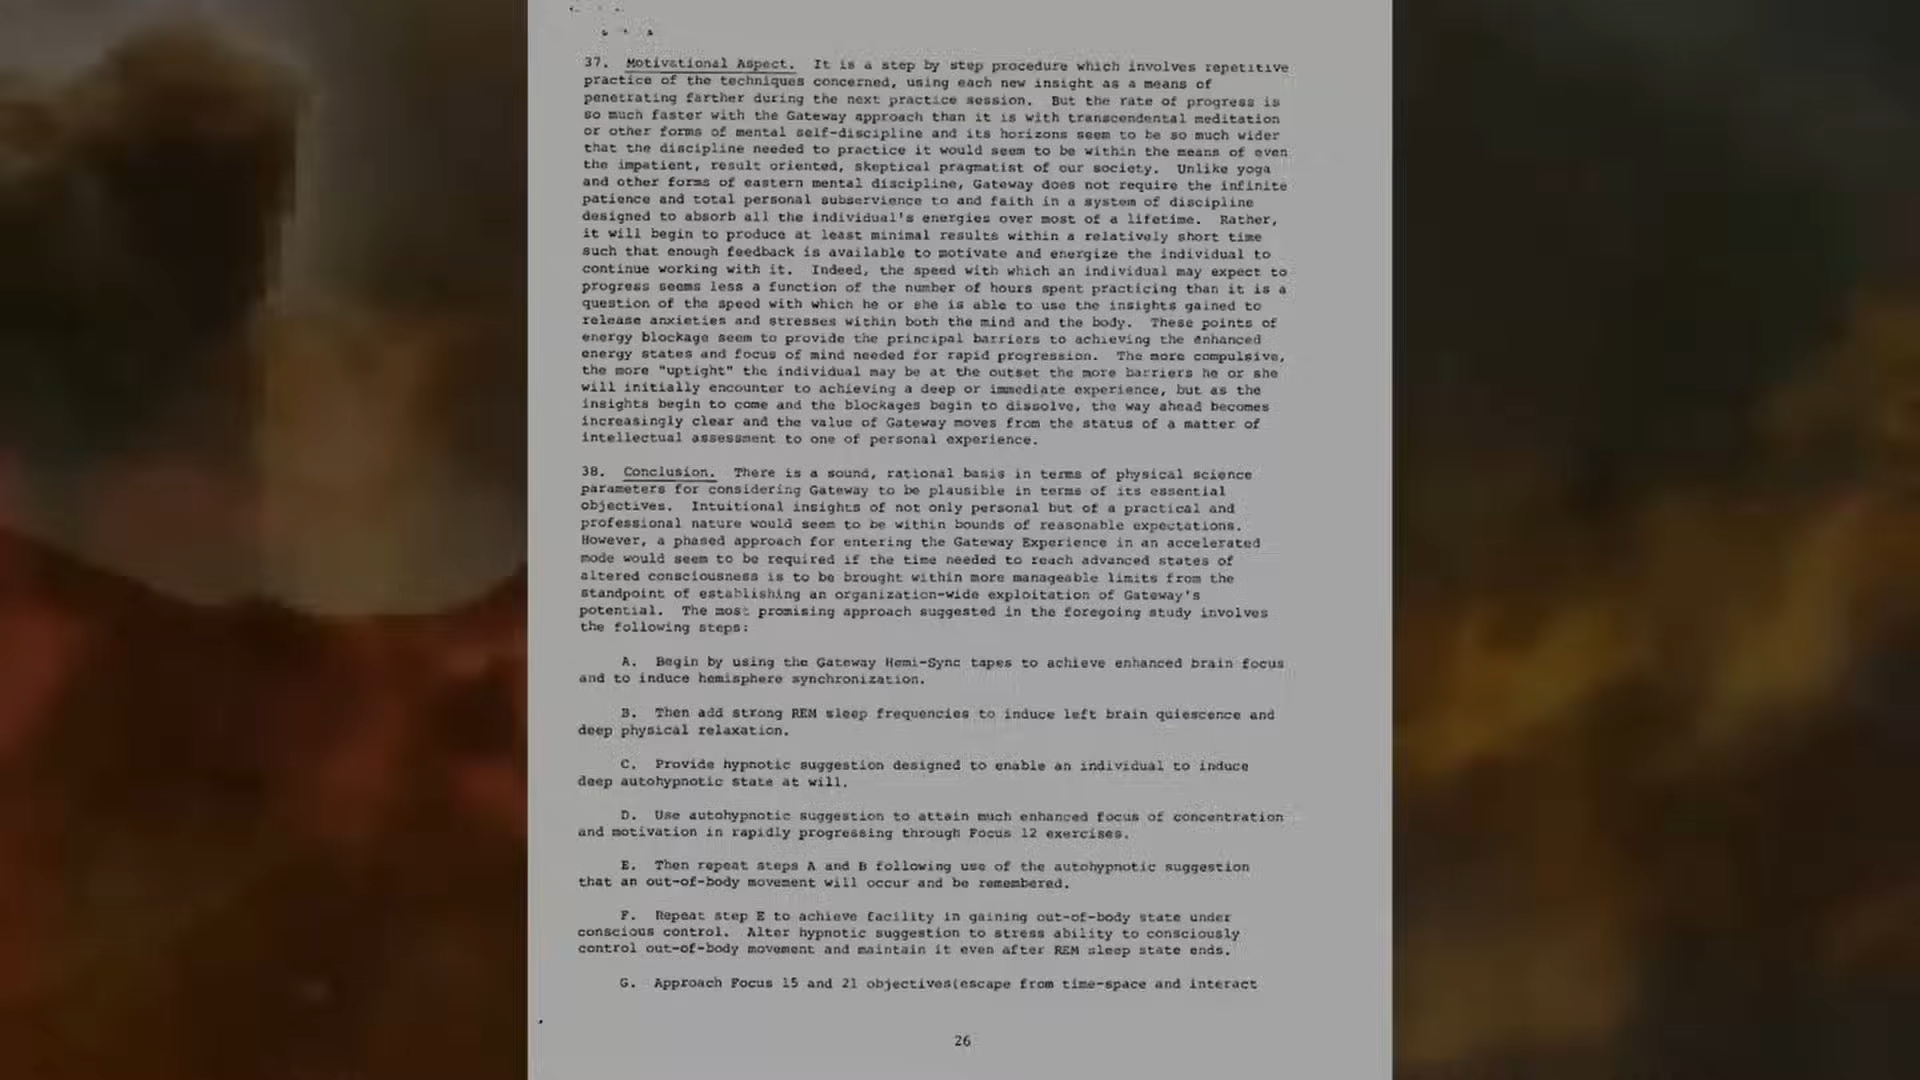 37. Motivational Aspect. It is a step by step procedure which involves repetitive
practice of the techniques concerned, using each new insight as a means of
penetrating farther during the next practice session. But the rate of progress is
so much faster with the Gateway approach than it is with transcendental meditation
or other forms of mental self-discipline and its horizons seem to be so much wider
that the discipline needed to practice it would seem to be within the means of even
the impatient, result oriented, skeptical pragmatist of our society. Unlike yoga
and other forms of eastern mental discipline, Gateway does not require the infinite
patience and total personal subservience to and faith in a system of discipline
designed to absorb all the individual's energies over most of a lifetime. Rather,
it will begin to produce at least minimal results within a relatively short time
such that enough feedback is available to motivate and energize the individual to
continue working with it. Indeed, the speed with which an individual may expect to
progress seems less a function of the number of hours spent practicing than it is a
question of the speed with which he or she is able to use the insights gained to
release anxieties and stresses within both the mind and the body. These points of
energy blockage seem to provide the principal barriers to achieving the enhanced
energy states and focus of mind needed for rapid progression. The more compulsive,
the more "uptight" the individual may be at the outset the more barriers he or she
will initially encounter to achieving a deep or immediate experience, but as the
insights begin to come and the blockages begin to dissolve, the way ahead becomes
increasingly clear and the value of Gateway moves from the status of a matter of
intellectual assessment to one of personal experience.
38. Conclusion. There is a sound, rational basis in terms of physical science
parameters for considering Gateway to be plausible in terms of its essential
objectives. Intuitional insights of not only personal but of a practical and
professional nature would seem to be within bounds of reasonable expectations.
However, a phased approach for entering the Gateway Experience in an accelerated
mode would seem to be required if the time needed to reach advanced states of
altered consciousness is to be brought within more manageable limits from the
standpoint of establishing an organization-wide exploitation of Gateway's
potential. The most promising approach suggested in the foregoing study involves
the following steps:
A. Begin by using the Gateway Hemi-Sync tapes to achieve enhanced brain focus
and to induce hemisphere synchronization.
B. Then add strong REM sleep frequencies to induce left brain quiescence and
deep physical relaxation.
C. Provide hypnotic suggestion designed to enable an individual to induce
deep autohypnotic state at will.
D. Use autohypnotic suggestion to attain much enhanced focus of concentration
and motivation in rapidly progressing through Focus 12 exercises.
E. Then repeat steps A and B following use of the autohypnotic suggestion
that an out-of-body movement will occur and be remembered.
F. Repeat step E to achieve facility in gaining out-of-body state under
conscious control. Alter hypnotic suggestion to stress ability to consciously
control out-of-body movement and maintain it even after REM sleep state ends.
G. Approach Focus 15 and 21 objectives(escape from time-space and interact
26